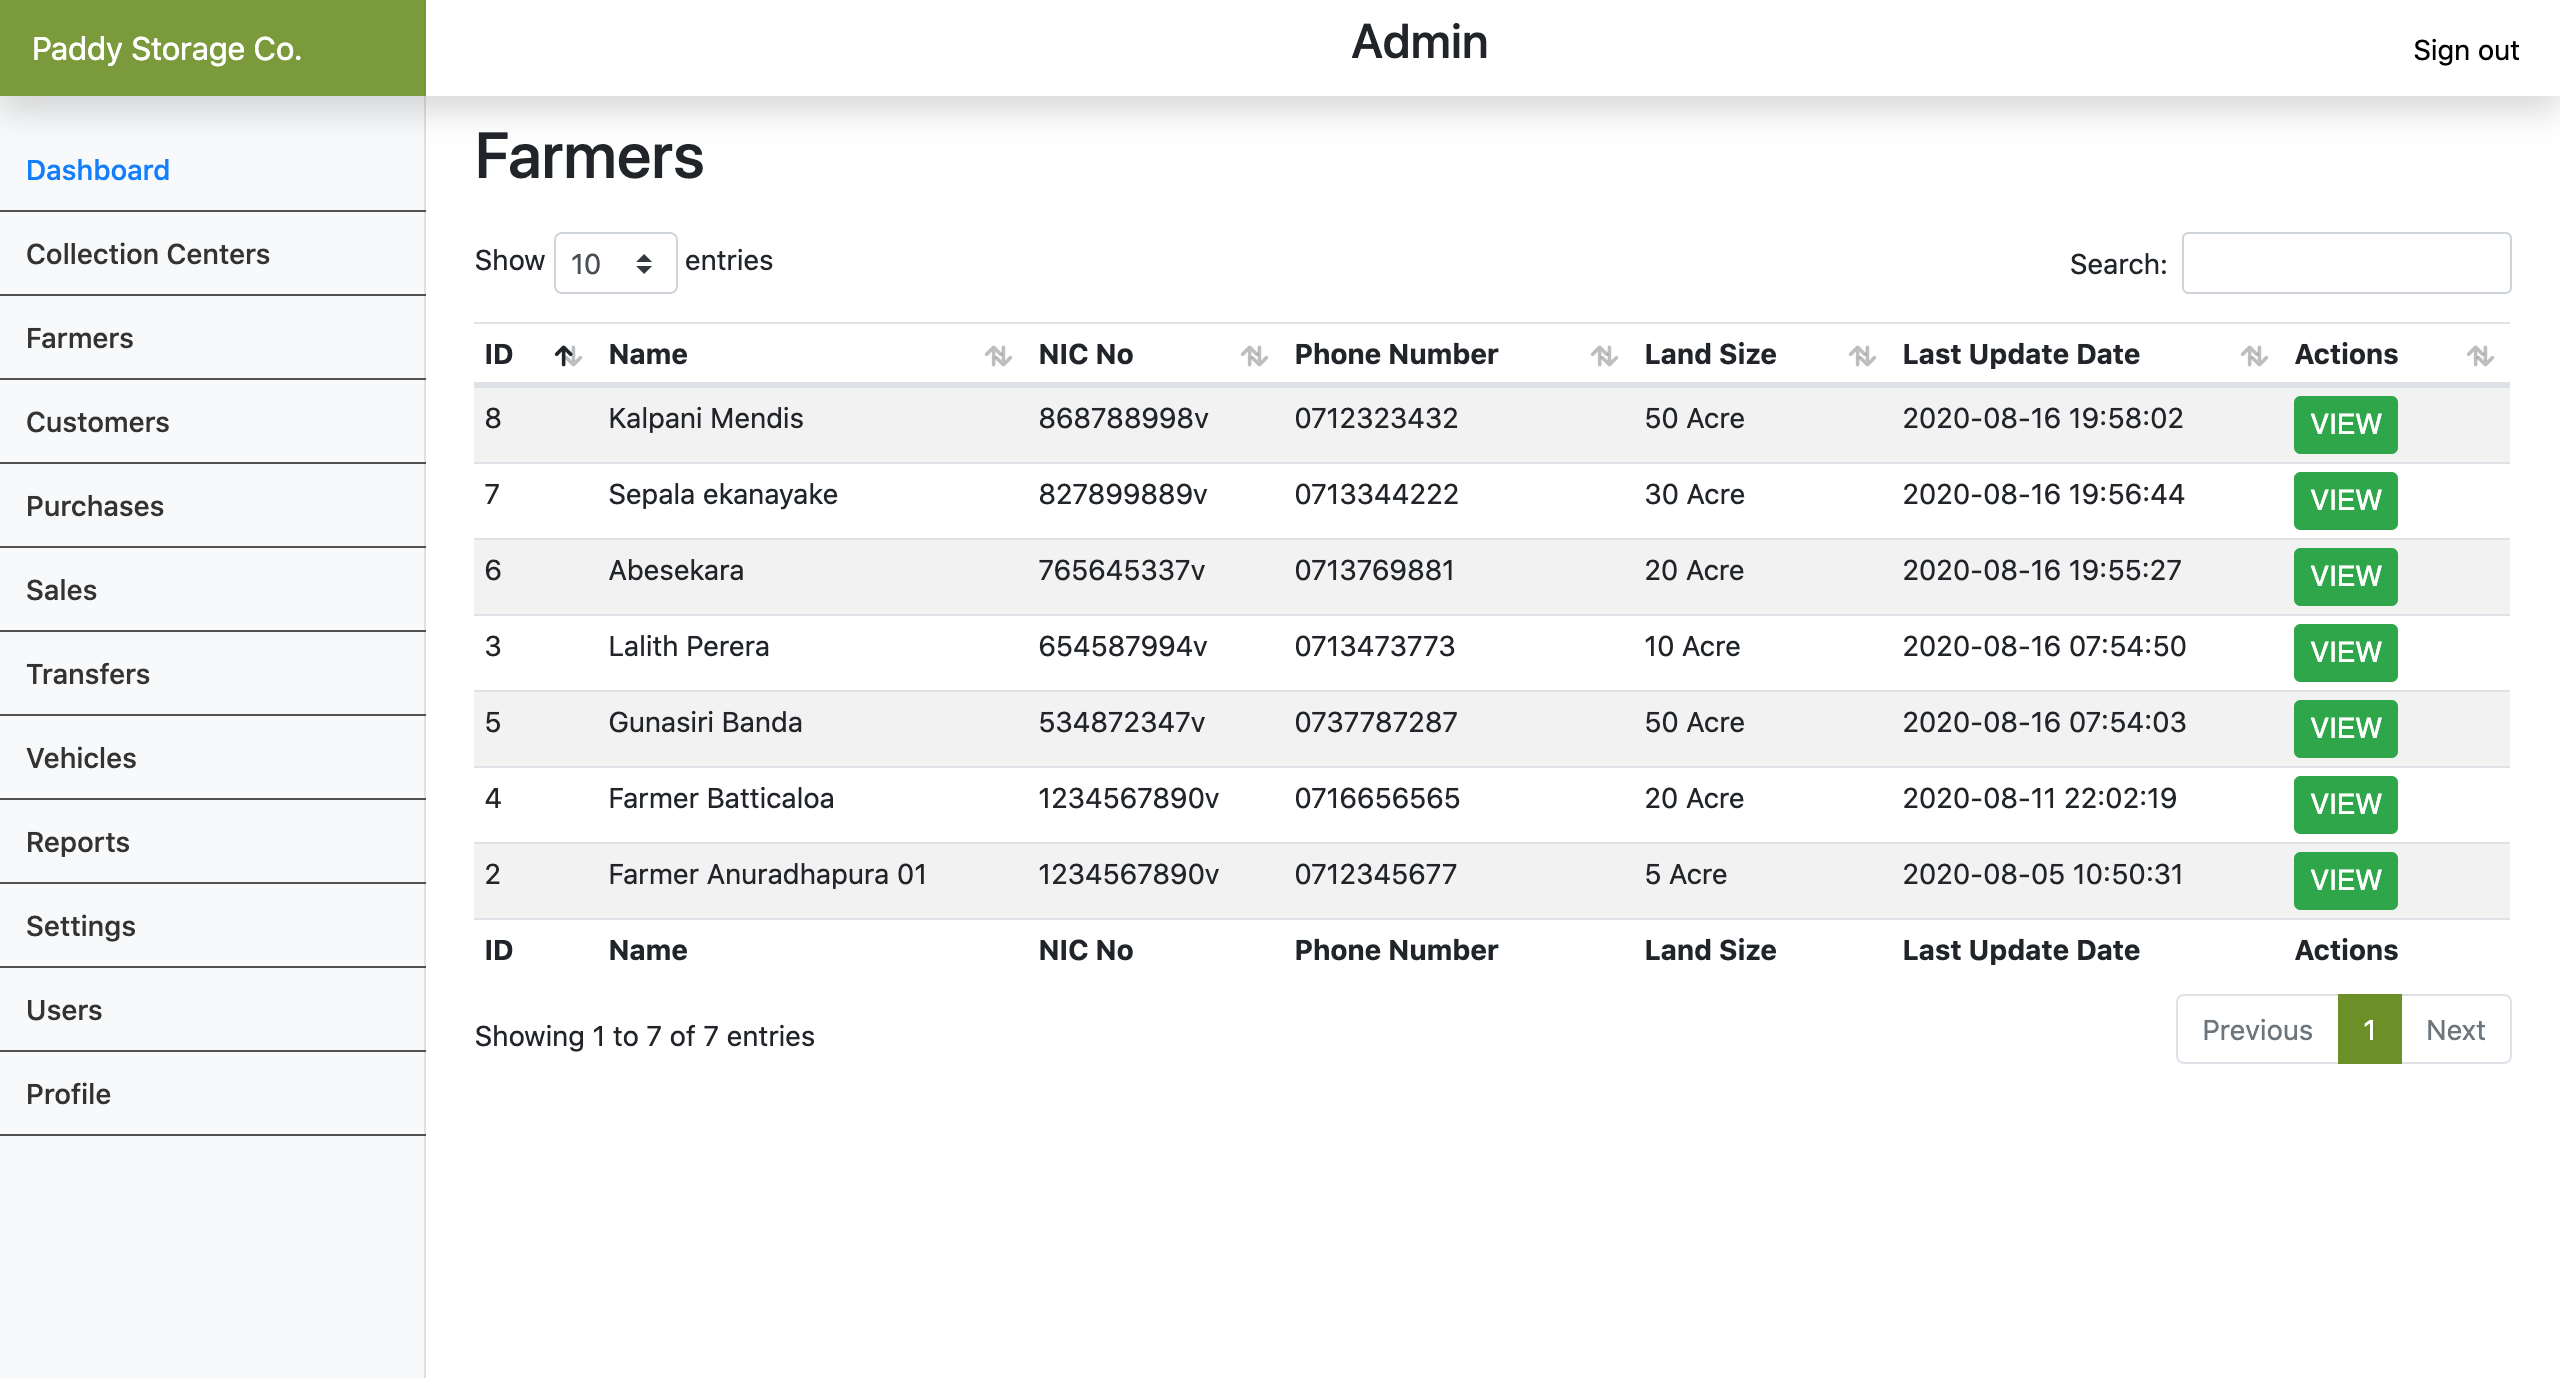 Paddy Storage Co.
Admin
Sign out
Dashboard
Collection Centers
Farmers
Customers
Purchases
Sales
Transfers
Vehicles
Reports
Settings
Users
Profile
Farmers
Show 10 entries
Search:
ID Name NIC No Phone Number Land Size Last Update Date Actions
8 Kalpani Mendis 868788998v 0712323432 50 Acre 2020-08-16 19:58:02 VIEW
7 Sepala ekanayake 827899889v 0713344222 30 Acre 2020-08-16 19:56:44 VIEW
6 Abesekara 765645337v 0713769881 20 Acre 2020-08-16 19:55:27 VIEW
3 Lalith Perera 654587994v 0713473773 10 Acre 2020-08-16 07:54:50 VIEW
5 Gunasiri Banda 534872347v 0737787287 50 Acre 2020-08-16 07:54:03 VIEW
4 Farmer Batticaloa 1234567890v 0716656565 20 Acre 2020-08-11 22:02:19 VIEW
2 Farmer Anuradhapura 01 1234567890v 0712345677 5 Acre 2020-08-05 10:50:31 VIEW
ID Name NIC No Phone Number Land Size Last Update Date Actions
Showing 1 to 7 of 7 entries
Previous 1 Next